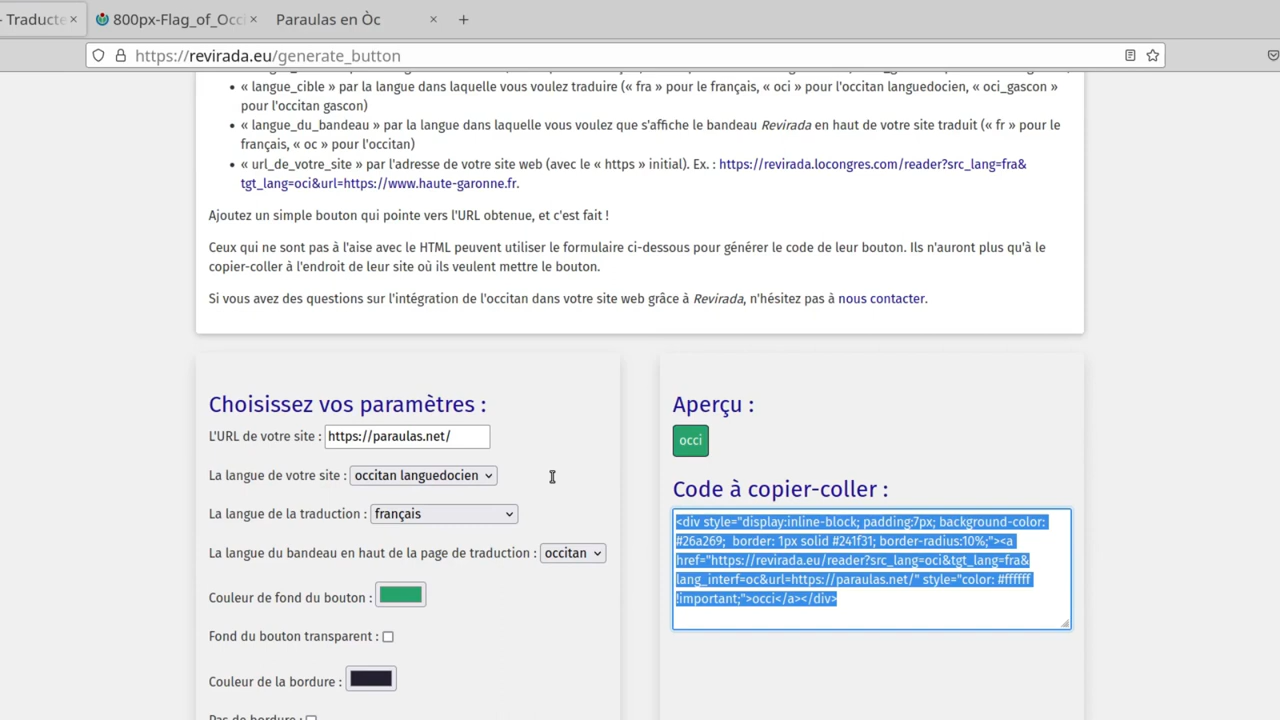 - Traducte
800px-Flag_of_Occi
Paraulas en Òc
https://revirada.eu/generate_button
• « langue_cible » par la langue dans laquelle vous voulez traduire (« fra » pour le français, « oci » pour l'occitan languedocien, « oci_gascon »
pour l'occitan gascon)
• « langue_du_bandeau » par la langue dans laquelle vous voulez que s'affiche le bandeau Revirada en haut de votre site traduit (« fr » pour le
français, « oc » pour l'occitan)
• « url_de_votre_site » par l'adresse de votre site web (avec le « https » initial). Ex. : https://revirada.locongres.com/reader?src_lang=fra&
tgt_lang=oci&url=https://www.haute-garonne.fr.
Ajoutez un simple bouton qui pointe vers l'URL obtenue, et c'est fait !
Ceux qui ne sont pas à l'aise avec le HTML peuvent utiliser le formulaire ci-dessous pour générer le code de leur bouton. Ils n'auront plus qu'à le
copier-coller à l'endroit de leur site où ils veulent mettre le bouton.
Si vous avez des questions sur l'intégration de l'occitan dans votre site web grâce à Revirada, n'hésitez pas à nous contacter.
Choisissez vos paramètres :
L'URL de votre site : https://paraulas.net/
La langue de votre site : occitan languedocien
La langue de la traduction : français
La langue du bandeau en haut de la page de traduction : occitan
Couleur de fond du bouton :
Fond du bouton transparent :
Couleur de la bordure :
Pas de bordure :
Aperçu :
occi
Code à copier-coller :
<div style="display:inline-block; padding:7px; background-color:
#26a269;  border: 1px solid #241f31; border-radius:10%;"><a
href="https://revirada.eu/reader?src_lang=oci&tgt_lang=fra&
lang_interf=oc&url=https://paraulas.net/" style="color: #ffffff
!important;">occi</a></div>